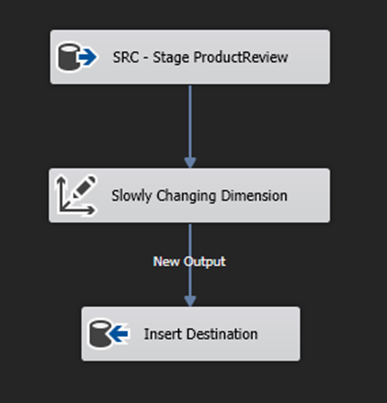 SRC - Stage ProductReview
Slowly Changing Dimension
New Output
Insert Destination